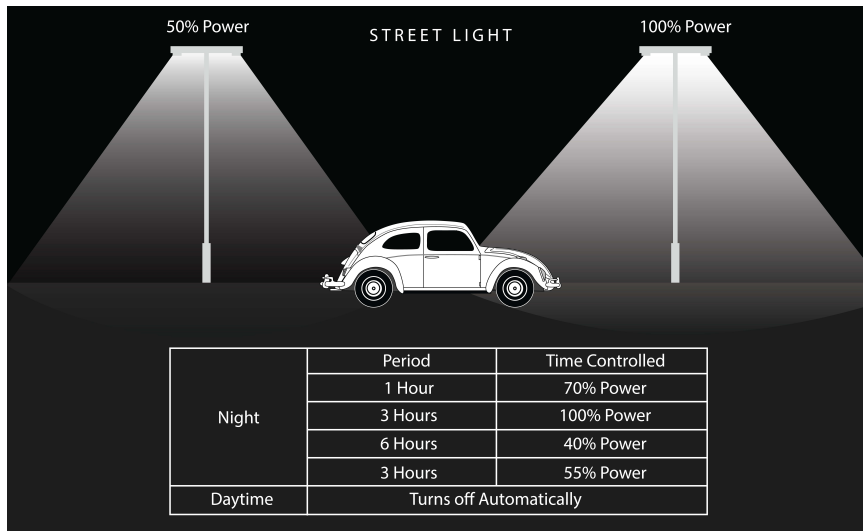 50% Power
STREET LIGHT
100% Power
Period Time Controlled
1 Hour 70% Power
3 Hours 100% Power
Night
6 Hours 40% Power
3 Hours 55% Power
Daytime Turns off Automatically